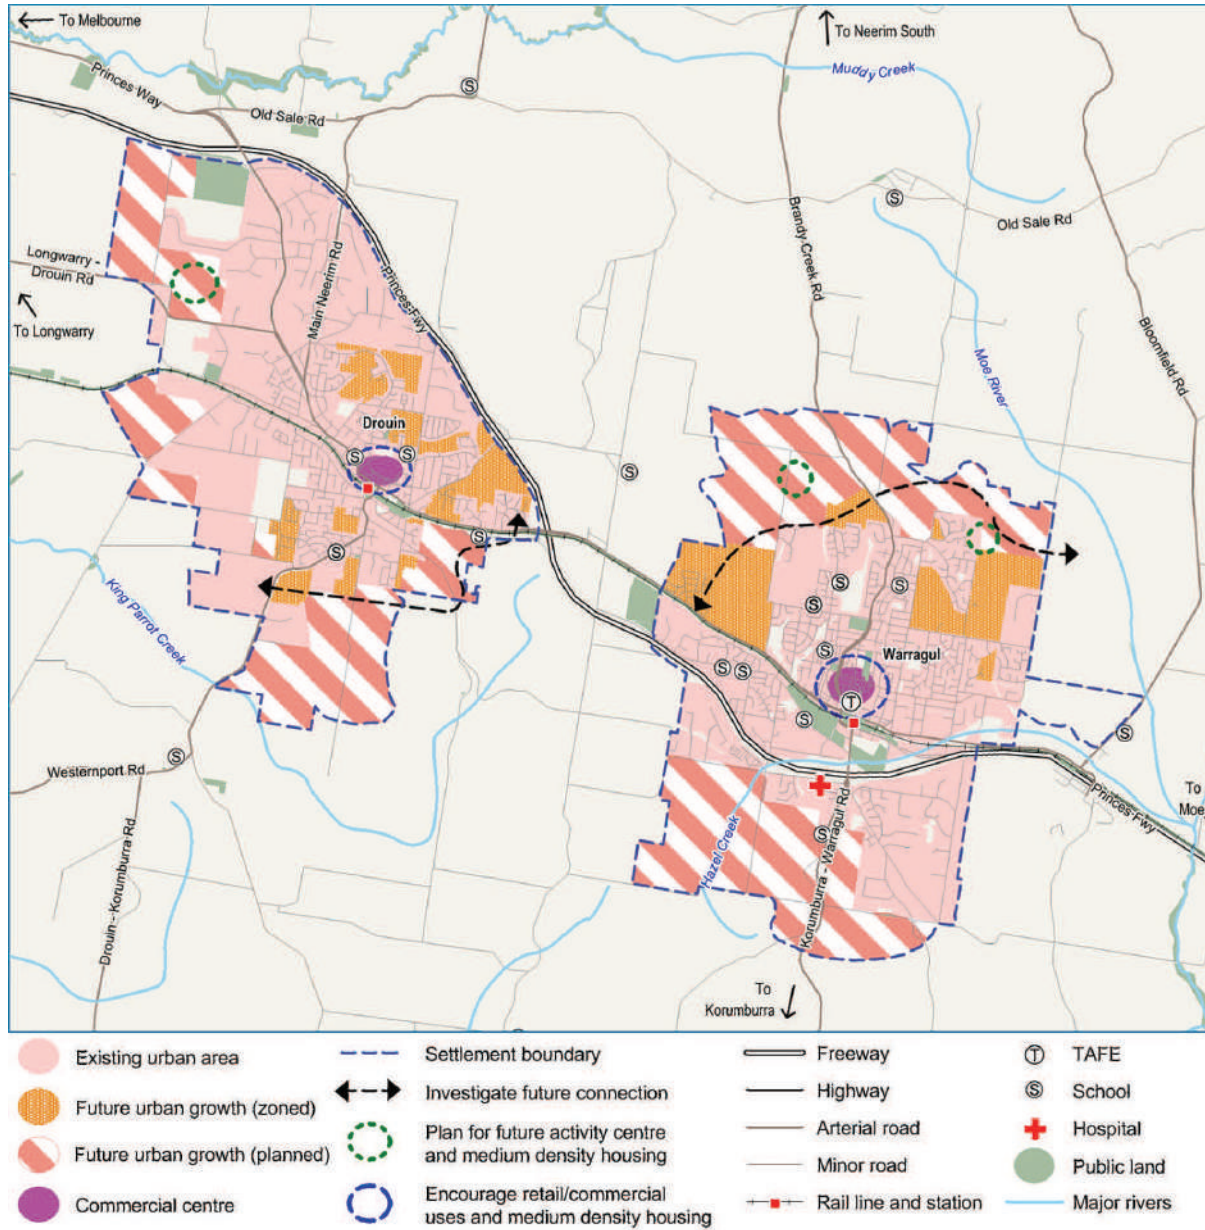 To Melbourne
To Neerim South
Muddy Creek
Princes Way
Old Sale Rd
S
S
Old Sale Rd
Brandy Creek Rd
Longwarry -
Drouin Rd
To Longwarry
Main Neerim Rd
Princes Fwy
Bloomfield Rd
Moe River
Drouin
S
S
S
S
S
King Parrot Creek
S
S
S
S
S
S
Warragul
T
S
S
Westernport Rd
S
Drouin - Korumburra Rd
To
Moe
Princes Fwy
Hazel Creek
S
Korumburra - Warragul Rd
To
Korumburra
S
Existing urban area
Future urban growth (zoned)
Future urban growth (planned)
Commercial centre
Settlement boundary
Investigate future connection
Plan for future activity centre
and medium density housing
Encourage retail/commercial
uses and medium density housing
Freeway
Highway
Arterial road
Minor road
Rail line and station
T TAFE
S School
Hospital
Public land
Major rivers